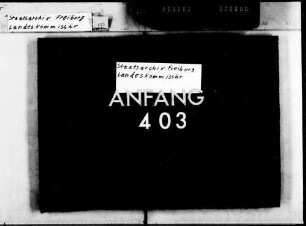 Staatsarchiv Freiburg
Landeskommissär
Staatsarchiv Freiburg
Landeskommissär
ANFANG
403